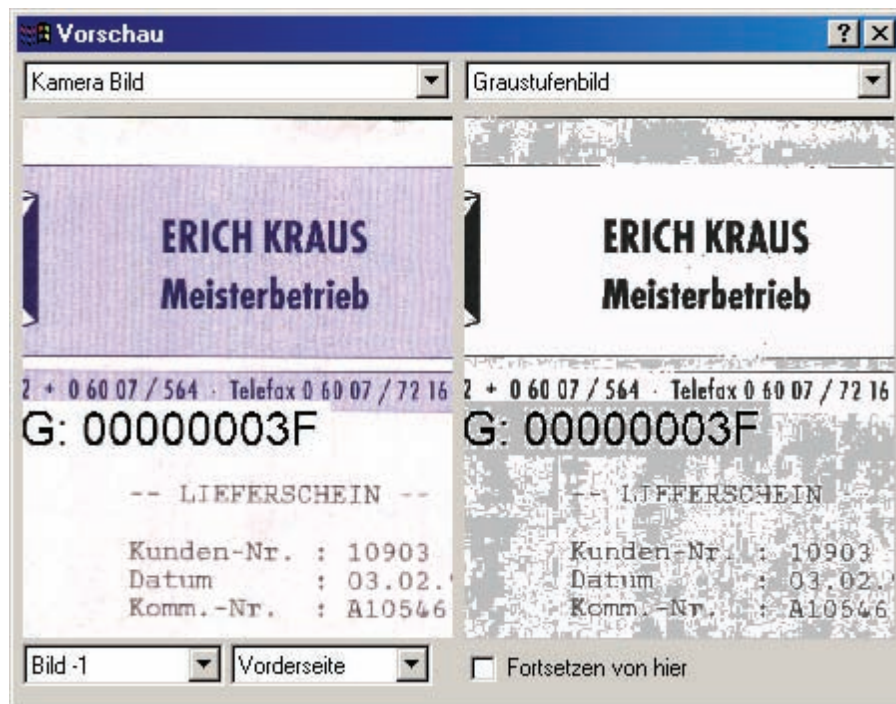 Vorschau
Kamera Bild
Graustufenbild
ERICH KRAUS
Meisterbetrieb
2 + 0 60 07 / 564 · Telefax 0 60 07 / 72 16
G: 00000003F
-- LIEFERSCHEIN --
Kunden-Nr. : 10903
Datum : 03.02.
Komm.-Nr. : A10546
ERICH KRAUS
Meisterbetrieb
2 + 0 60 07 / 564 · Telefax 0 60 07 / 72 16
G: 00000003F
-- LIEFERSCHEIN --
Kunden-Nr. : 10903
Datum : 03.02.
Komm.-Nr. : A10546
Bild -1
Vorderseite
Fortsetzen von hier